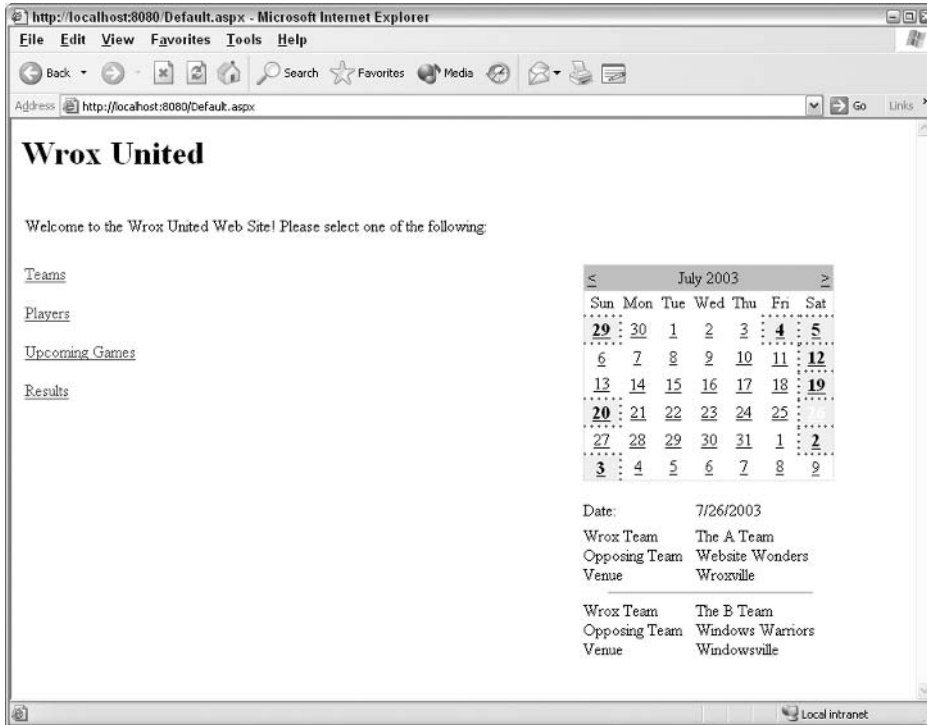 http://localhost:8080/Default.aspx - Microsoft Internet Explorer
File Edit View Favorites Tools Help
Back Search Favorites Media
Address http://localhost:8080/Default.aspx Go Links
Wrox United
Welcome to the Wrox United Web Site! Please select one of the following:
Teams
Players
Upcoming Games
Results
< July 2003 >
Sun Mon Tue Wed Thu Fri Sat
29 30 1 2 3 4 5
6 7 8 9 10 11 12
13 14 15 16 17 18 19
20 21 22 23 24 25 26
27 28 29 30 31 1 2
3 4 5 6 7 8 9
Date: 7/26/2003
Wrox Team The A Team
Opposing Team Website Wonders
Venue Wroxville
Wrox Team The B Team
Opposing Team Windows Warriors
Venue Windowsville
Local intranet